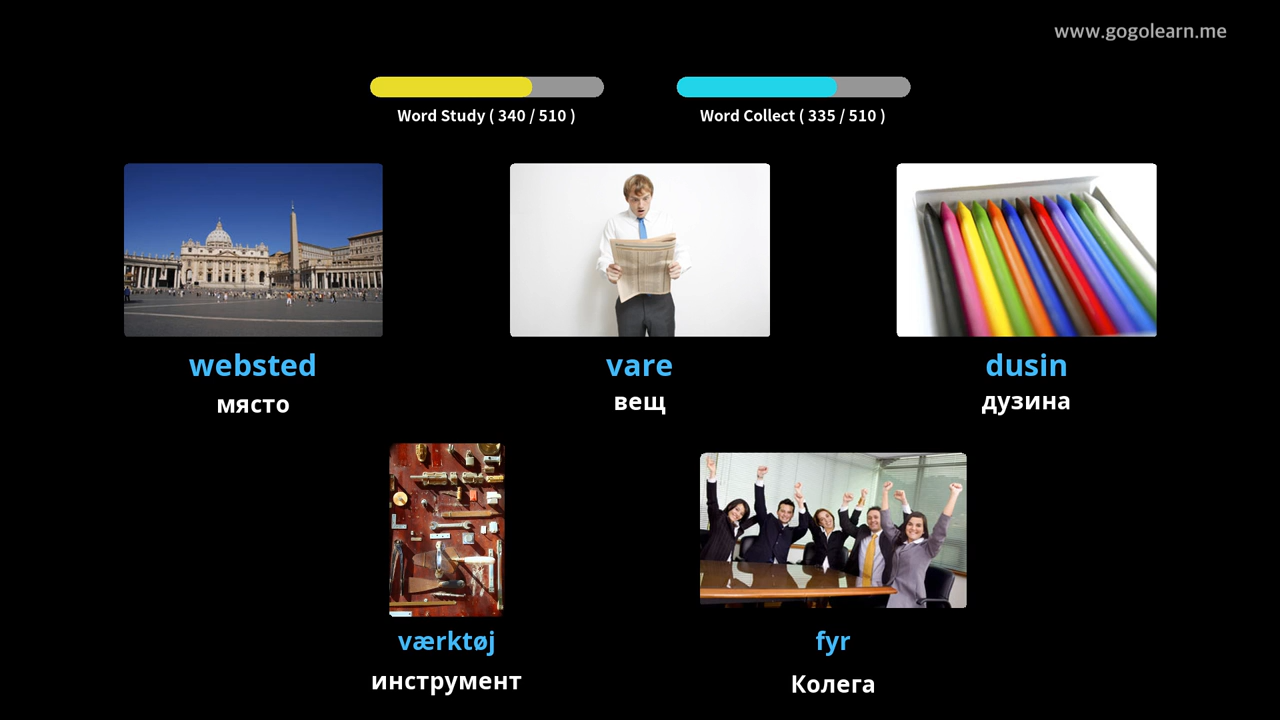 www.gogolearn.me
Word Study ( 340 / 510 )
Word Collect ( 335 / 510 )
websted
място
vare
вещ
dusin
дузина
værktøj
инструмент
fyr
Колега